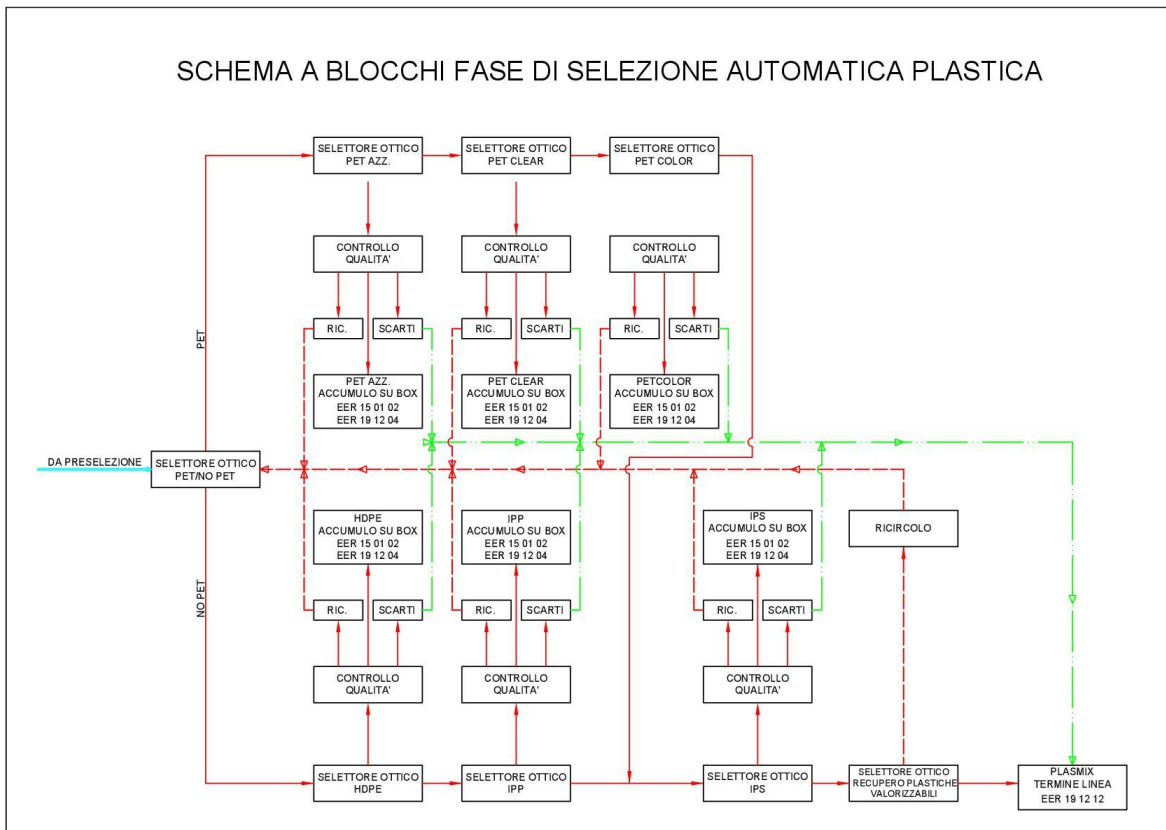 SCHEMA A BLOCCHI FASE DI SELEZIONE AUTOMATICA PLASTICA
SELETTORE OTTICO
PET AZZ.
SELETTORE OTTICO
PET CLEAR
SELETTORE OTTICO
PET COLOR
CONTROLLO
QUALITA'
CONTROLLO
QUALITA'
CONTROLLO
QUALITA'
PET
RIC.
SCARTI
RIC.
SCARTI
RIC.
SCARTI
PET AZZ.
ACCUMULO SU BOX
EER 15 01 02
EER 19 12 04
PET CLEAR
ACCUMULO SU BOX
EER 15 01 02
EER 19 12 04
PETCOLOR
ACCUMULO SU BOX
EER 15 01 02
EER 19 12 04
DA PRESELEZIONE
SELETTORE OTTICO
PET/NO PET
HDPE
ACCUMULO SU BOX
EER 15 01 02
EER 19 12 04
IPP
ACCUMULO SU BOX
EER 15 01 02
EER 19 12 04
IPS
ACCUMULO SU BOX
EER 15 01 02
EER 19 12 04
RICIRCOLO
NO PET
RIC.
SCARTI
RIC.
SCARTI
RIC.
SCARTI
CONTROLLO
QUALITA'
CONTROLLO
QUALITA'
CONTROLLO
QUALITA'
SELETTORE OTTICO
HDPE
SELETTORE OTTICO
IPP
SELETTORE OTTICO
IPS
SELETTORE OTTICO
RECUPERO PLASTICHE
VALORIZZABILI
PLASMIX
TERMINE LINEA
EER 19 12 12